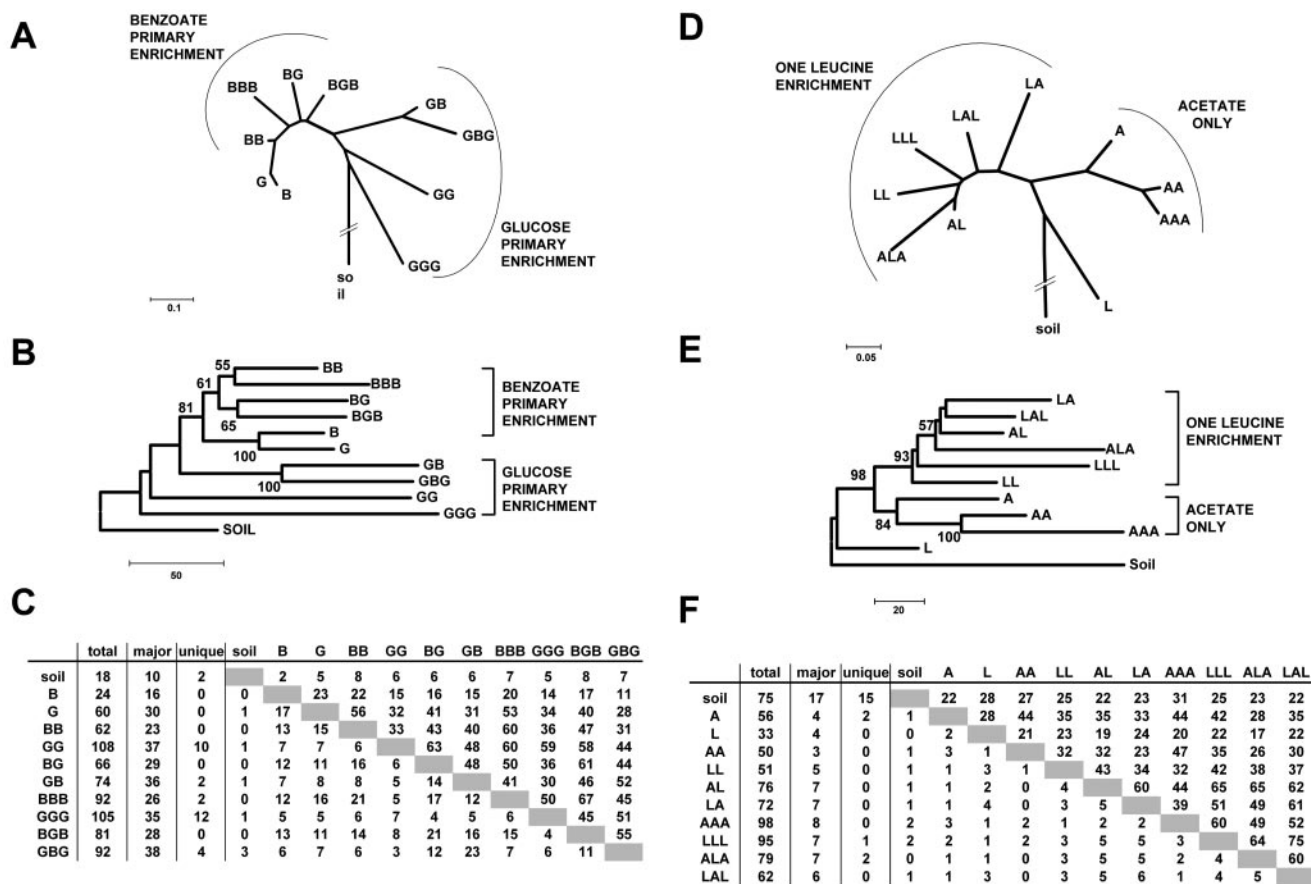 A
BENZOATE
PRIMARY
ENRICHMENT
BG
BGB
BBB
GB
GBG
BB
G
B
GG
GGG
so
il
GLUCOSE
PRIMARY
ENRICHMENT
0.1
B
55
BB
61
BBB
81
BG
65
BGB
B
100
G
GB
100
GBG
GG
GGG
SOIL
BENZOATE
PRIMARY
ENRICHMENT
GLUCOSE
PRIMARY
ENRICHMENT
50
C
total major unique soil B G BB GG BG GB BBB GGG BGB GBG
soil 18 10 2 2 5 8 6 6 6 7 5 8 7
B 24 16 0 0 23 22 15 16 15 20 14 17 11
G 60 30 0 1 17 56 32 41 31 53 34 40 28
BB 62 23 0 0 13 15 33 43 40 60 36 47 31
GG 108 37 10 1 7 7 6 63 48 60 59 58 44
BG 66 29 0 0 12 11 16 6 48 50 36 61 44
GB 74 36 2 1 7 8 8 5 14 41 30 46 52
BBB 92 26 2 0 12 16 21 5 17 12 50 67 45
GGG 105 35 12 1 5 5 6 7 4 5 6 45 51
BGB 81 28 0 0 13 11 14 8 21 16 15 4 55
GBG 92 38 4 3 6 7 6 3 12 23 7 6 11
D
ONE LEUCINE
ENRICHMENT
LA
LAL
LLL
LL
AL
ALA
A
AA
AAA
L
soil
ACETATE
ONLY
0.05
E
LA
LAL
57
AL
ALA
93
LLL
98
LL
A
84
AA
100
AAA
L
Soil
ONE LEUCINE
ENRICHMENT
ACETATE
ONLY
20
F
total major unique soil A L AA LL AL LA AAA LLL ALA LAL
soil 75 17 15 22 28 27 25 22 23 31 25 23 22
A 56 4 2 1 28 44 35 35 33 44 42 28 35
L 33 4 0 0 2 21 23 19 24 20 22 17 22
AA 50 3 0 1 3 1 32 32 23 47 35 26 30
LL 51 5 0 1 1 3 1 43 34 32 42 38 37
AL 76 7 0 1 1 2 0 4 60 44 65 65 62
LA 72 7 0 1 1 4 0 3 5 39 51 49 61
AAA 98 8 0 2 3 1 2 1 2 2 60 49 52
LLL 95 7 1 2 2 1 2 3 5 5 3 64 75
ALA 79 7 2 0 1 1 0 3 5 5 2 4 60
LAL 62 6 0 1 1 3 0 3 5 6 1 4 5